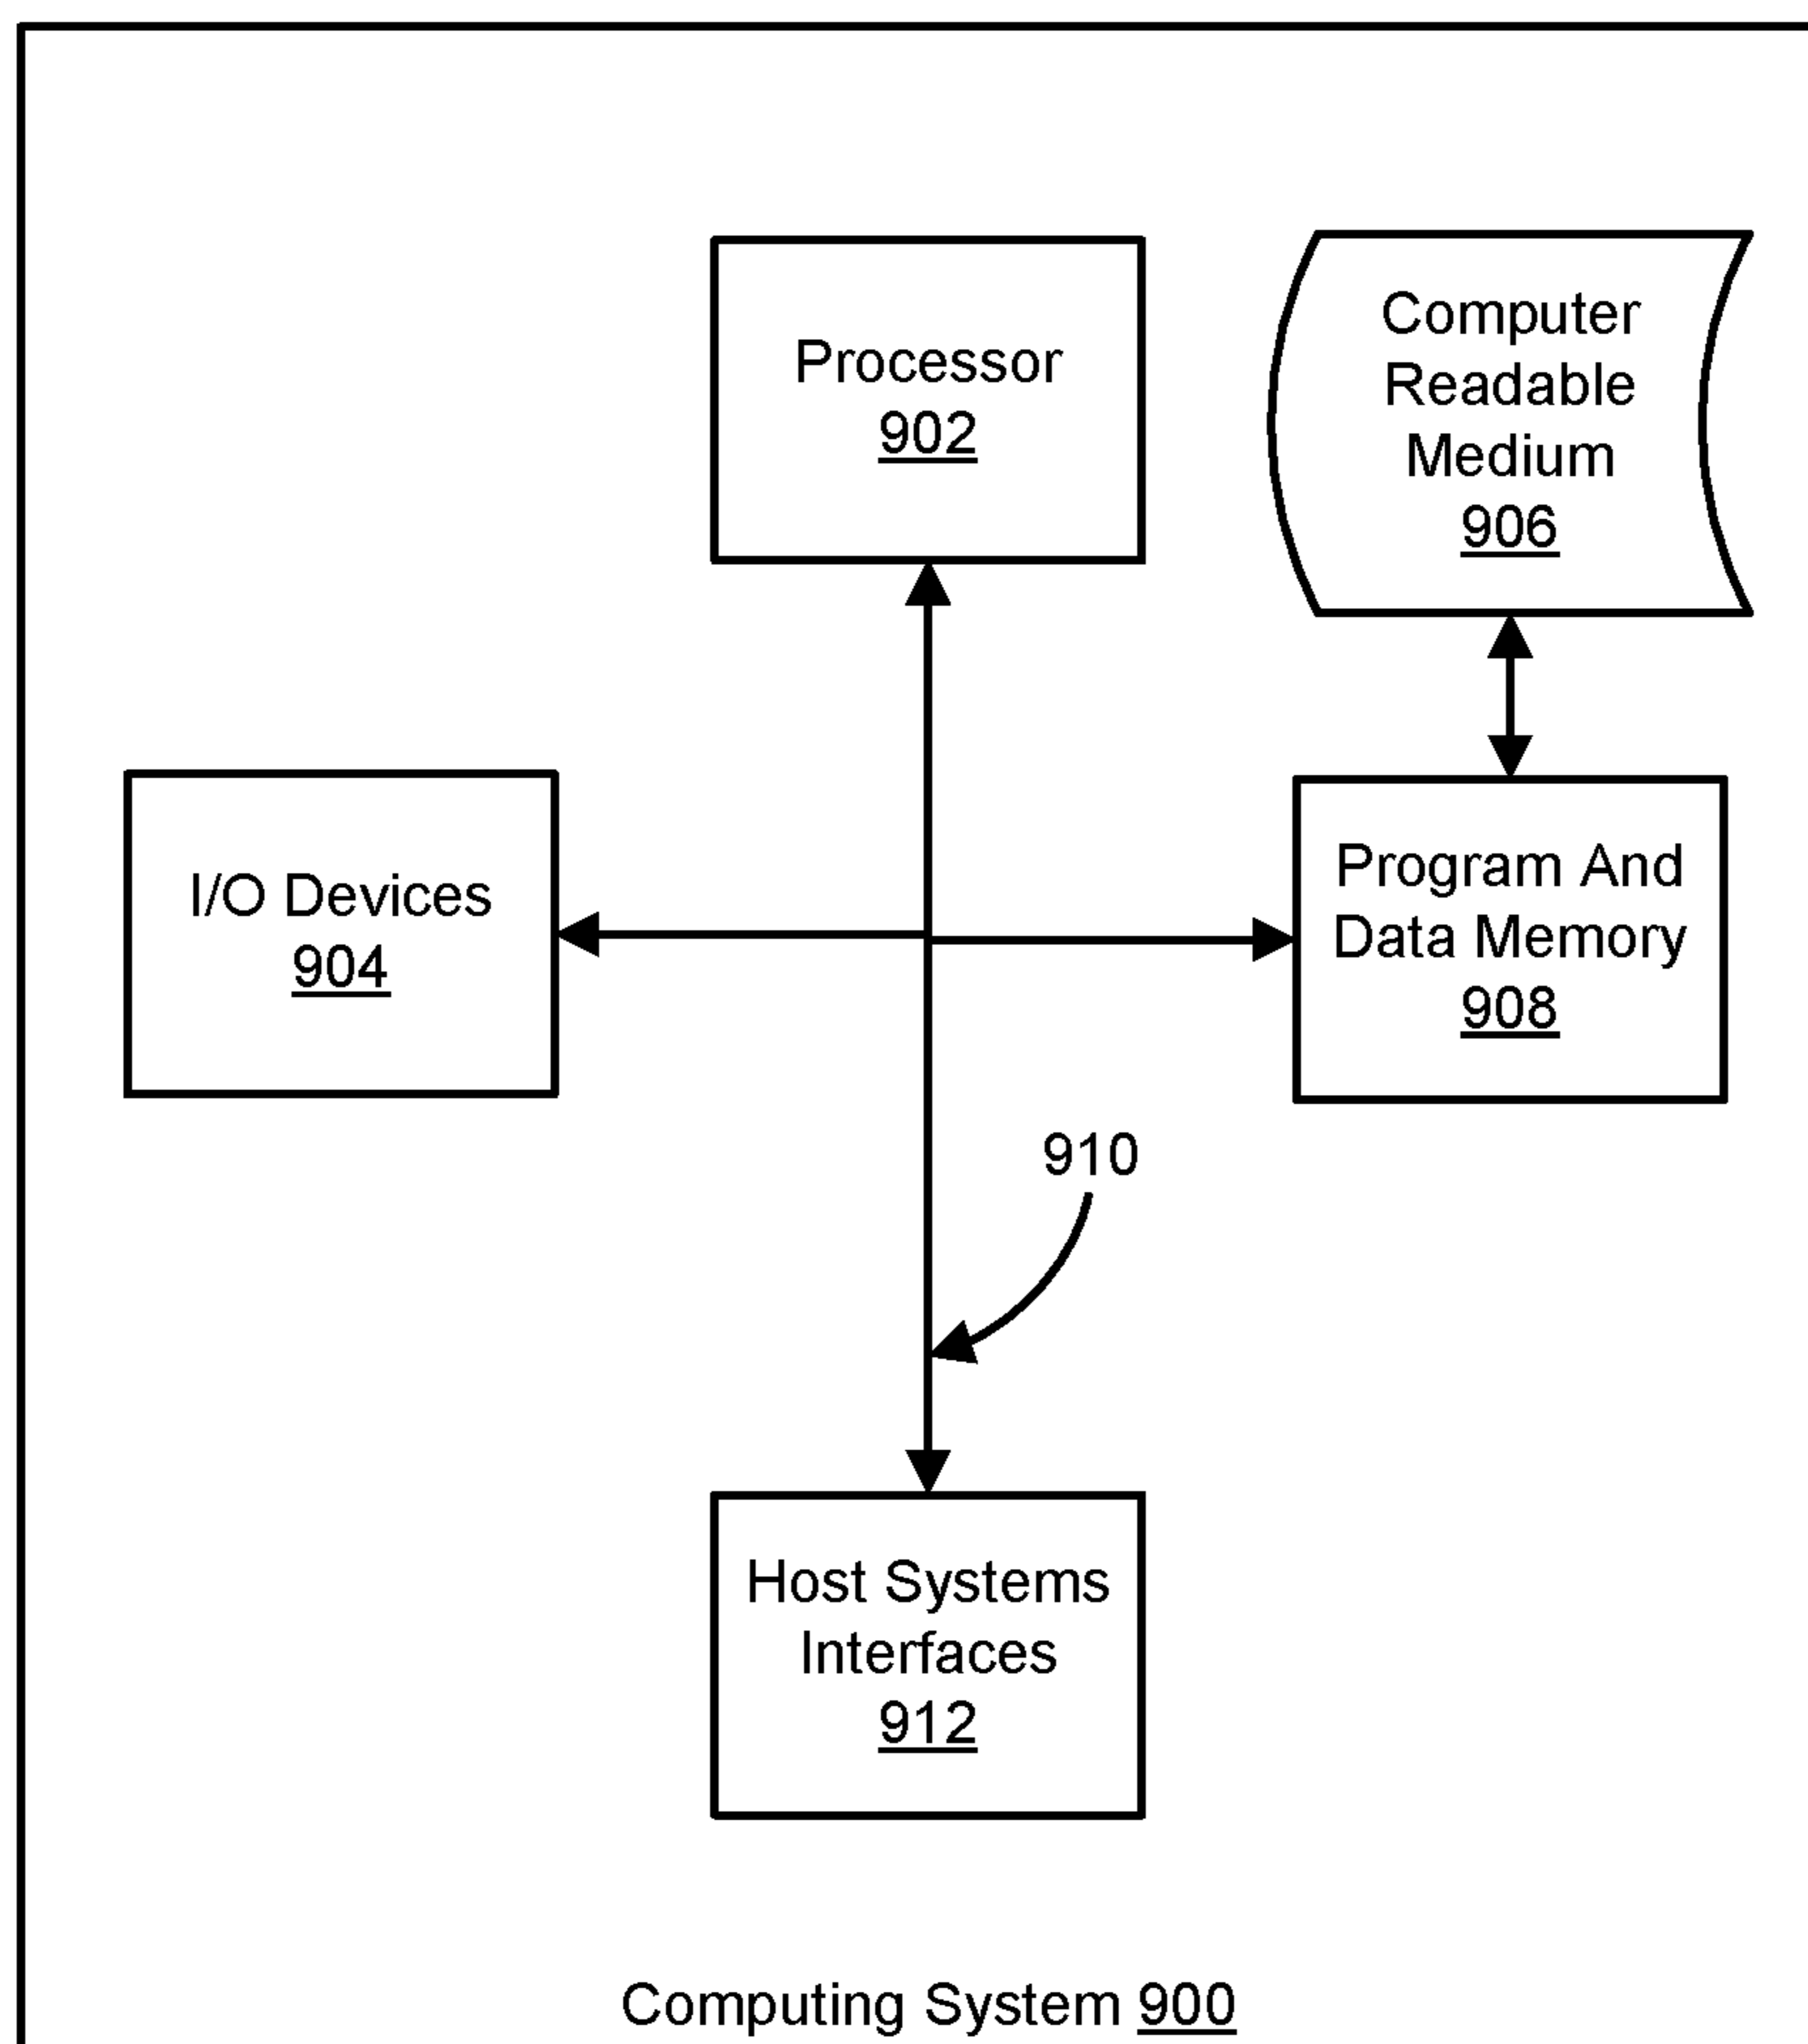 Processor
902
Computer
Readable
Medium
906
I/O Devices
904
Program And
Data Memory
908
910
Host Systems
Interfaces
912
Computing System 900